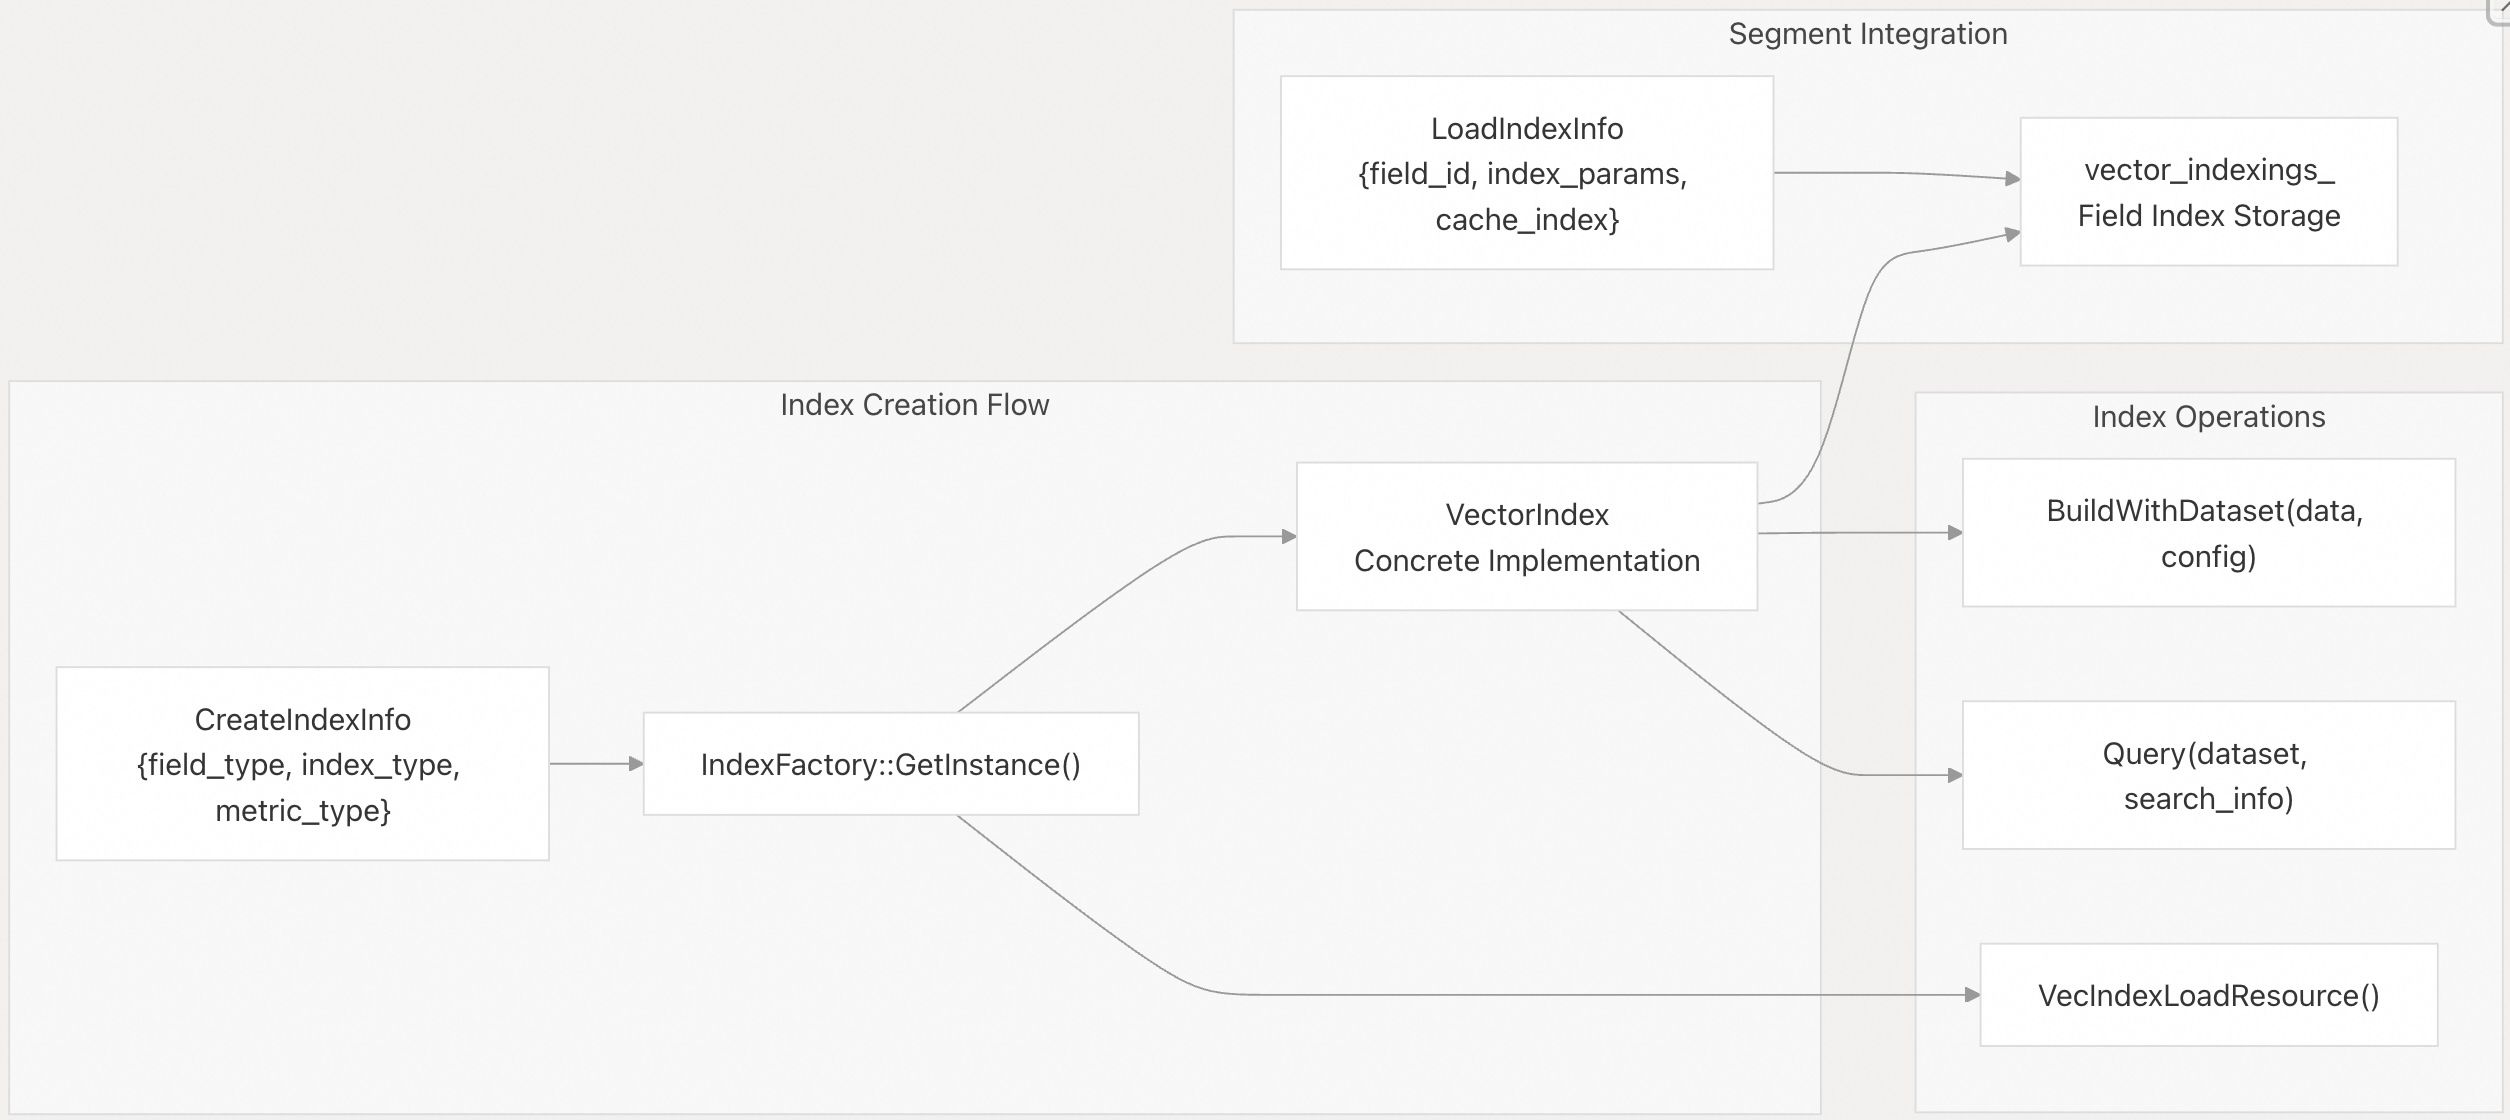 Segment Integration
LoadIndexInfo
{field_id, index_params,
cache_index}
vector_indexings_
Field Index Storage
Index Creation Flow
CreateIndexInfo
{field_type, index_type,
metric_type}
IndexFactory::GetInstance()
VectorIndex
Concrete Implementation
Index Operations
BuildWithDataset(data,
config)
Query(dataset,
search_info)
VecIndexLoadResource()